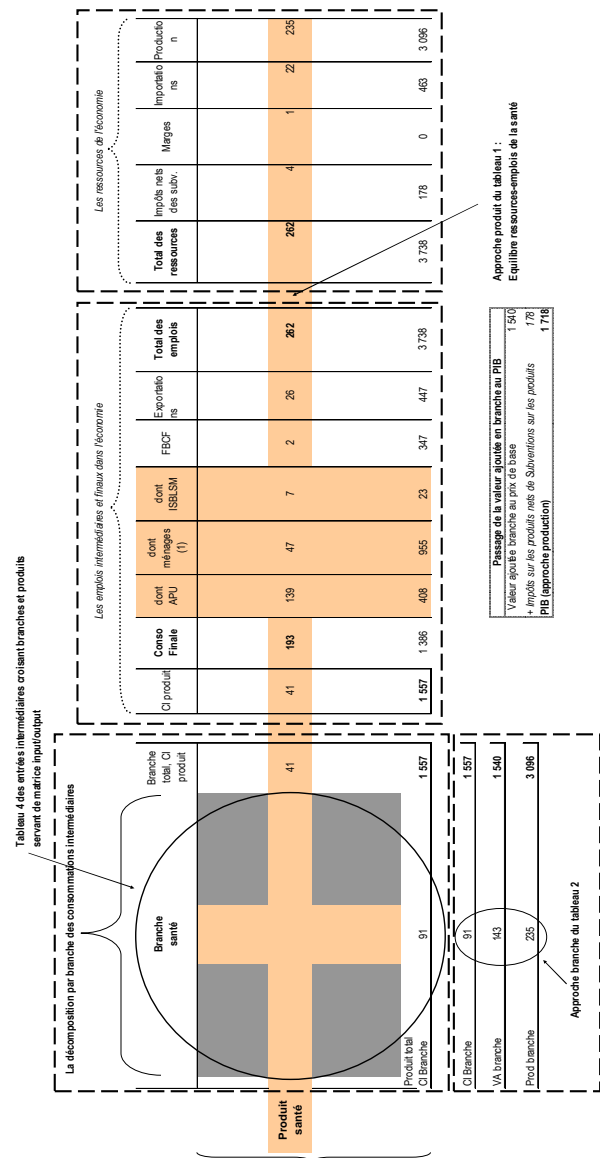 Tableau 4 des entrées intermédiaires croisant branches et produits
servant de matrice input/output
La décomposition par branche des consommations intermédiaires
Les emplois intermédiaires et finaux dans l'économie
Les ressources de l'économie
Branche
santé
Branche
total, CI
produit
CI produit
Conso
Finale
dont
APU
dont
ménages
(1)
dont
ISBLSM
FBCF
Exportatio
ns
Total des
emplois
Total des
ressources
Impôts nets
des subv.
Marges
Importatio
ns
Productio
n
Produit
santé
41 41 193 139 47 7 2 26 262 262 4 1 22 235
Produit total
CI Branche 91 1 557 1 557 1 386 408 955 23 347 447 3 738 3 738 178 0 463 3 096
CI Branche 91 1 557
VA branche 143 1 540
Prod branche 235 3 096
Approche branche du tableau 2
Passage de la valeur ajoutée en branche au PIB
Valeur ajoutée branche au prix de base 1 540
+ Impôts sur les produits nets de Subventions sur les produits 178
PIB (approche production) 1 718
Approche produit du tableau 1 :
Equilibre ressources-emplois de la santé